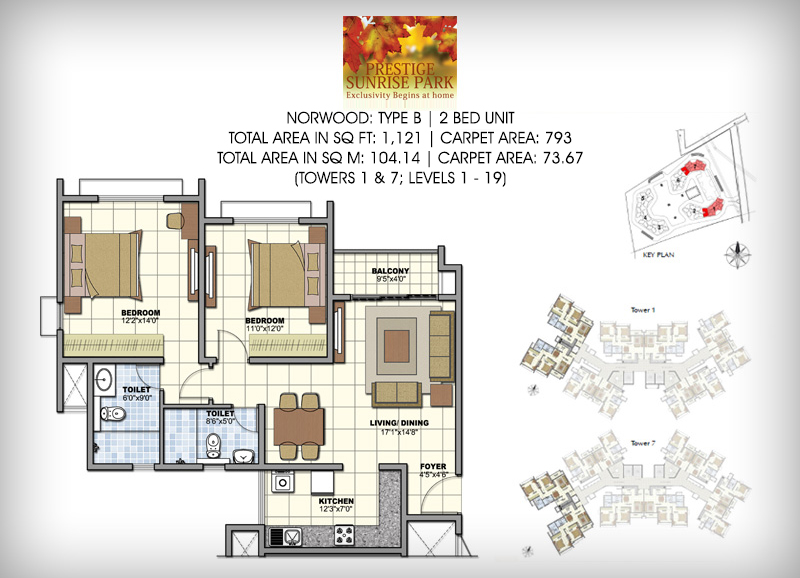 PRESTIGE
SUNRISE PARK
Exclusivity Begins at home
NORWOOD: TYPE B | 2 BED UNIT
TOTAL AREA IN SQ FT: 1,121 | CARPET AREA: 793
TOTAL AREA IN SQ M: 104.14 | CARPET AREA: 73.67
(TOWERS 1 & 7; LEVELS 1 - 19)
KEY PLAN
BALCONY
9'5"x4'0"
BEDROOM
12'2"x14'0"
BEDROOM
11'0"x12'0"
Tower 1
TOILET
6'0"x9'0"
TOILET
8'6"x5'0"
LIVING/ DINING
17'1"x14'8"
Tower 7
FOYER
4'5"x4'6"
KITCHEN
12'3"x7'0"